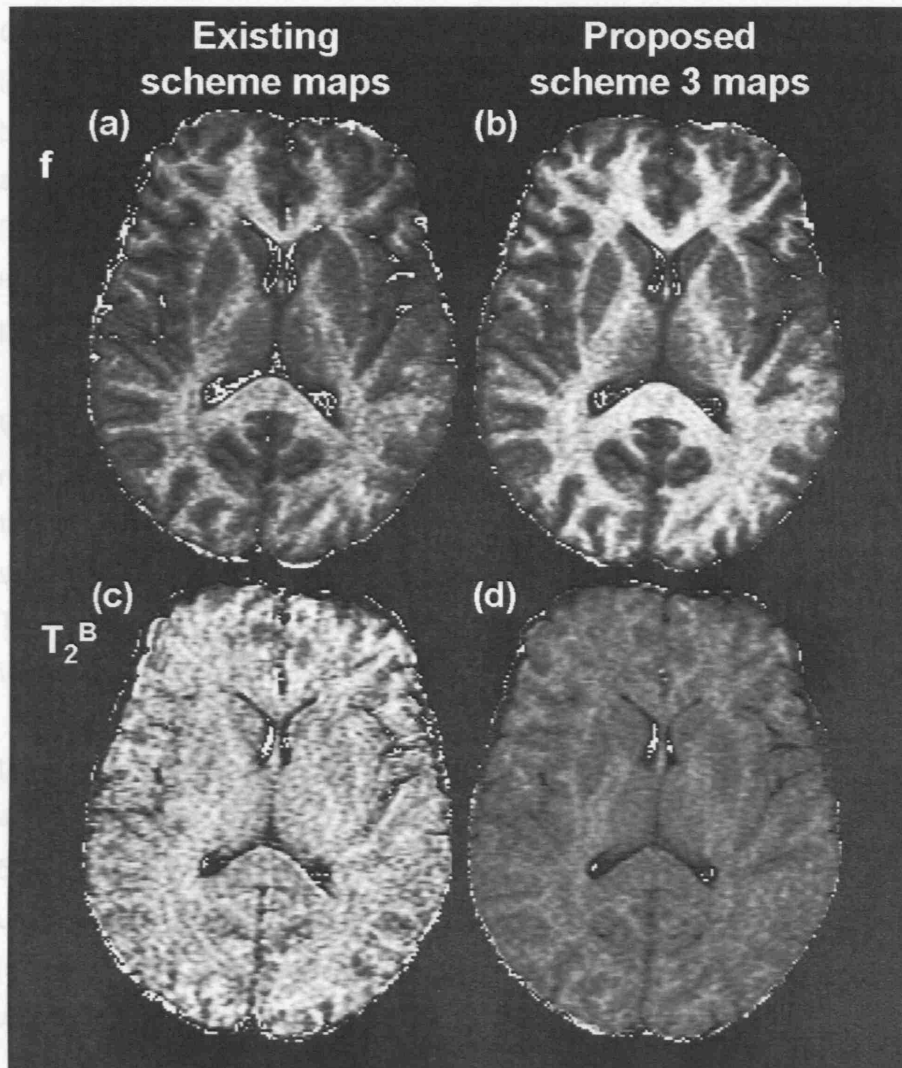 Existing
scheme maps
Proposed
scheme 3 maps
(a)
(b)
f
(c)
(d)
T₂ᴮ